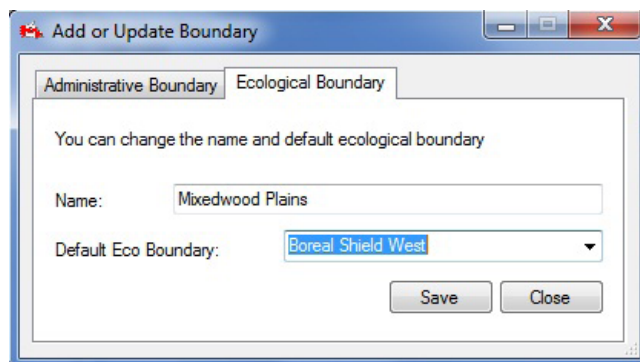 Add or Update Boundary
Administrative Boundary Ecological Boundary
You can change the name and default ecological boundary
Name: Mixedwood Plains
Default Eco Boundary: Boreal Shield West
Save Close